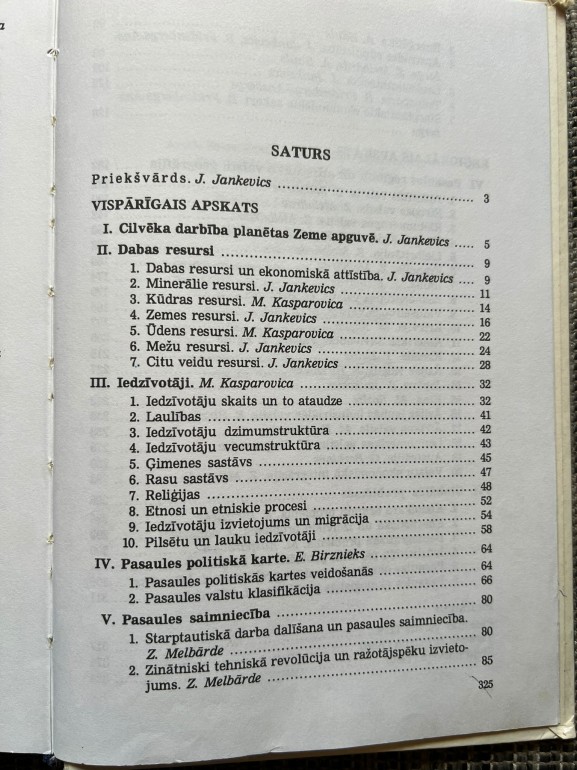 SATURS
Priekšvārds. J. Jankevics ........ 3
VISPĀRĪGAIS APSKATS
I. Cilvēka darbība planētas Zeme apguvē. J. Jankevics ..... 5
II. Dabas resursi ........ 9
1. Dabas resursi un ekonomiskā attīstība. J. Jankevics .... 9
2. Minerālie resursi. J. Jankevics ........ 11
3. Kūdras resursi. M. Kasparovica ........ 14
4. Zemes resursi. J. Jankevics ........ 16
5. Ūdens resursi. M. Kasparovica ........ 22
6. Mežu resursi. J. Jankevics ........ 24
7. Citu veidu resursi. J. Jankevics ........ 28
III. Iedzīvotāji. M. Kasparovica ........ 32
1. Iedzīvotāju skaits un to ataudze ........ 32
2. Laulības ........ 41
3. Iedzīvotāju dzimumstruktūra ........ 42
4. Iedzīvotāju vecumstruktūra ........ 43
5. Ģimenes sastāvs ........ 45
6. Rasu sastāvs ........ 47
7. Reliģijas ........ 48
8. Etnosi un etniskie procesi ........ 52
9. Iedzīvotāju izvietojums un migrācija ........ 54
10. Pilsētu un lauku iedzīvotāji ........ 58
IV. Pasaules politiskā karte. E. Birznieks ........ 64
1. Pasaules politiskās kartes veidošanās ........ 64
2. Pasaules valstu klasifikācija ........ 66
V. Pasaules saimniecība ........ 80
1. Starptautiskā darba dalīšana un pasaules saimniecība.
Z. Melbārde ........ 80
2. Zinātniski tehniskā revolūcija un ražotājspēku izvieto-
jums. Z. Melbārde ........ 85
325